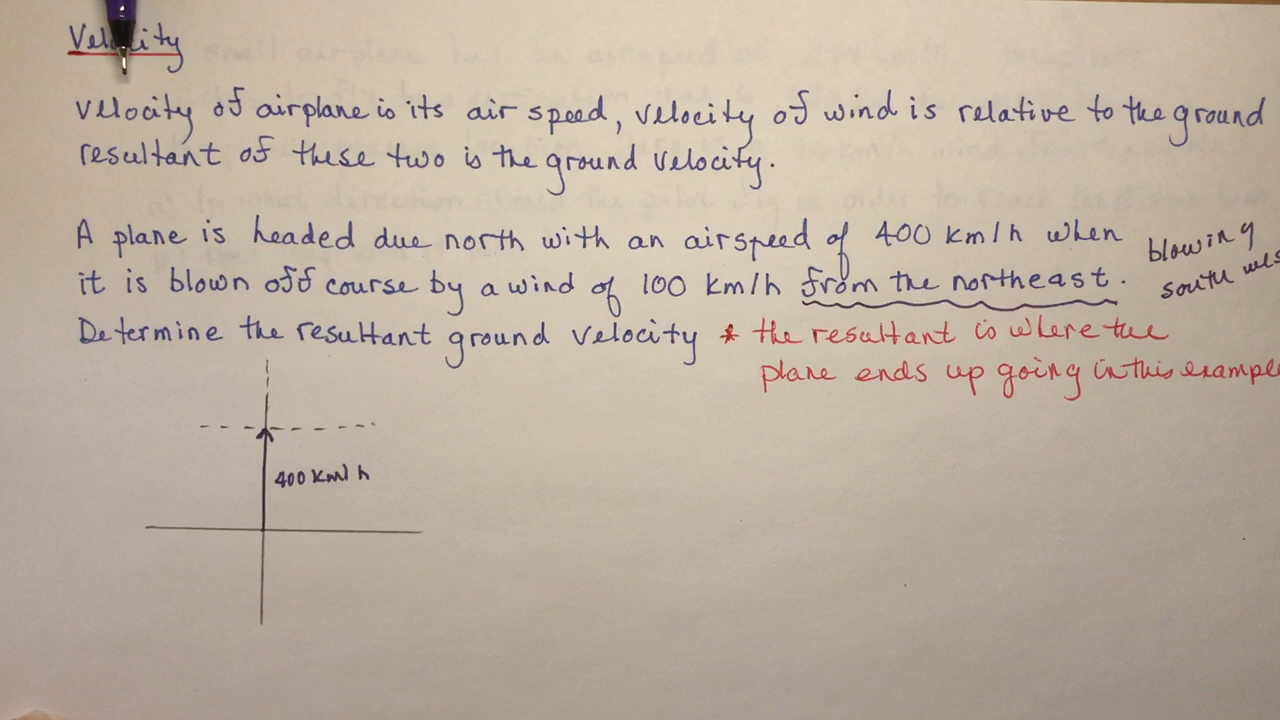 Velocity
Velocity of airplane is its air speed, velocity of wind is relative to the ground
resultant of these two is the ground velocity.
A plane is headed due north with an airspeed of 400 km/h when
it is blown off course by a wind of 100 km/h from the northeast.
blowing
south wes
Determine the resultant ground velocity * the resultant is where the
plane ends up going in this example
400 km/h